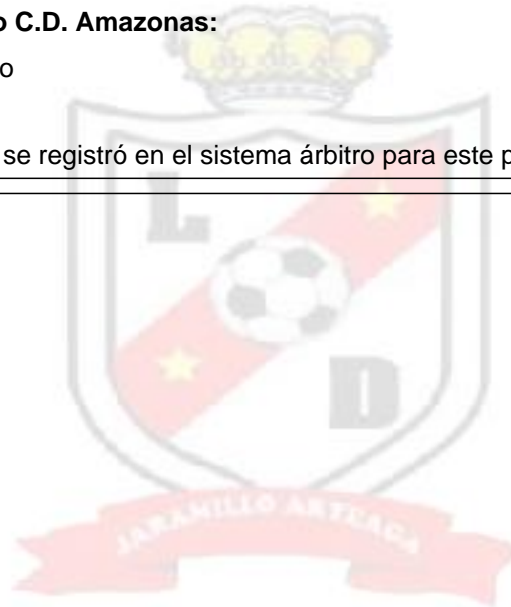 o C.D. Amazonas:
o
se registró en el sistema árbitro para este p
L
D
JARAMILLO ARTEAGA